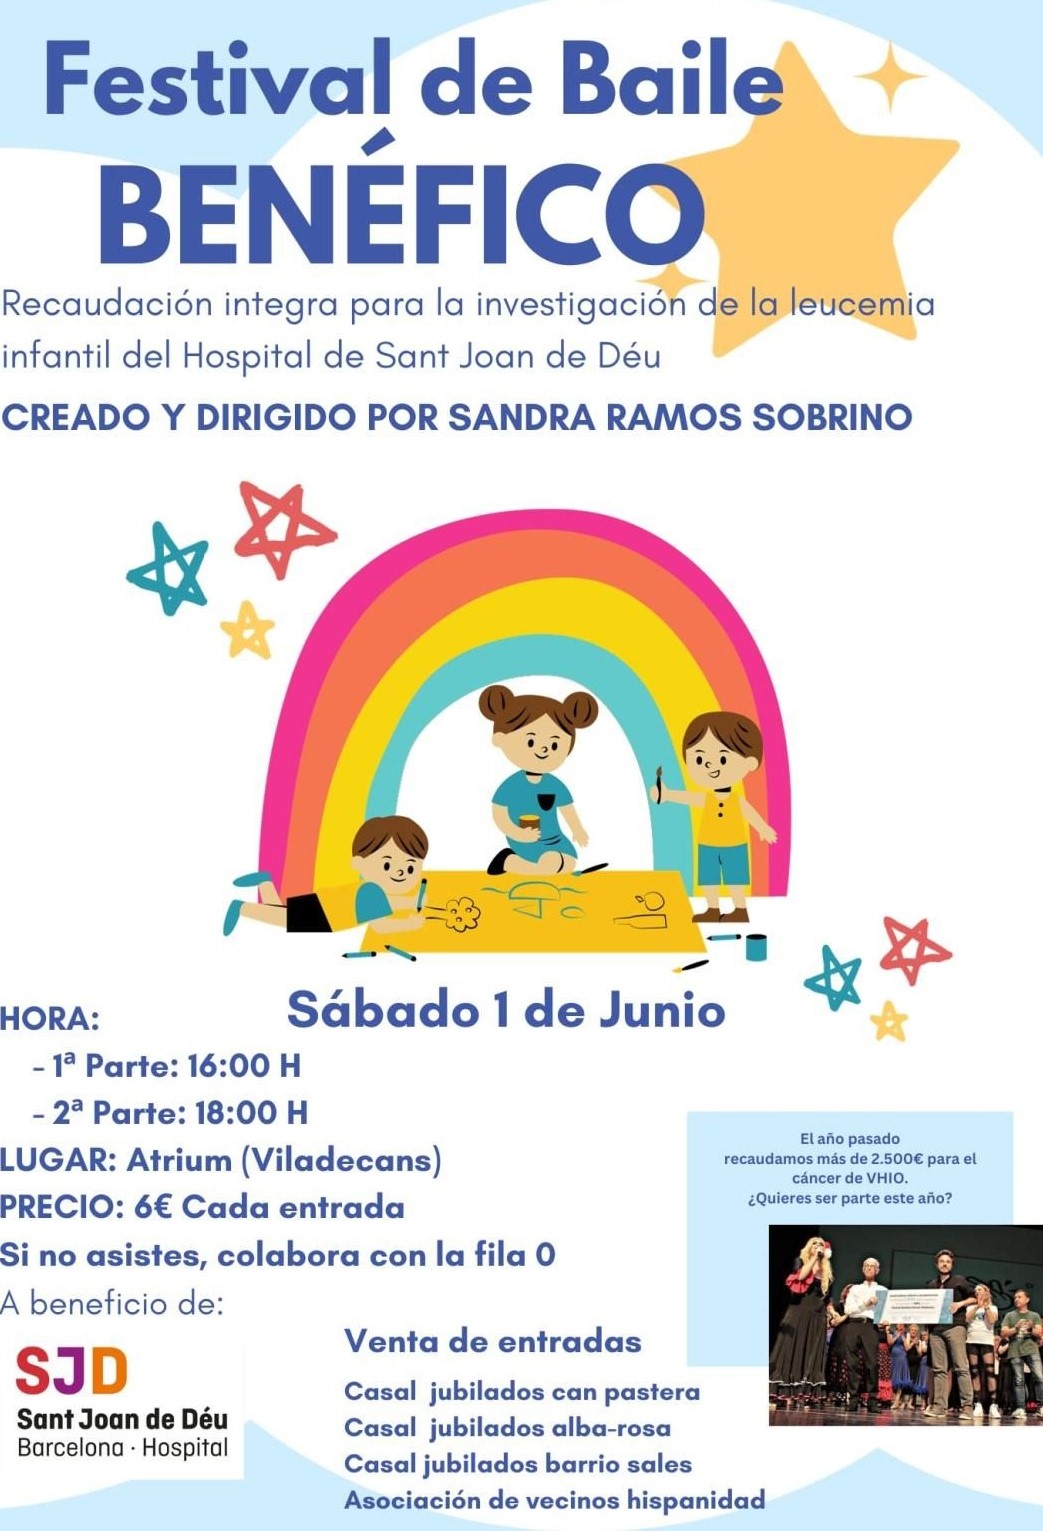 Festival de Baile
BENÉFICO
Recaudación integra para la investigación de la leucemia
infantil del Hospital de Sant Joan de Déu
CREADO Y DIRIGIDO POR SANDRA RAMOS SOBRINO
Sábado 1 de Junio
HORA:
- 1ª Parte: 16:00 H
- 2ª Parte: 18:00 H
LUGAR: Atrium (Viladecans)
PRECIO: 6€ Cada entrada
Si no asistes, colabora con la fila 0
A beneficio de:
SJD
Sant Joan de Déu
Barcelona · Hospital
Venta de entradas
Casal jubilados can pastera
Casal jubilados alba-rosa
Casal jubilados barrio sales
Asociación de vecinos hispanidad
El año pasado
recaudamos más de 2.500€ para el
cáncer de VHIO.
¿Quieres ser parte este año?